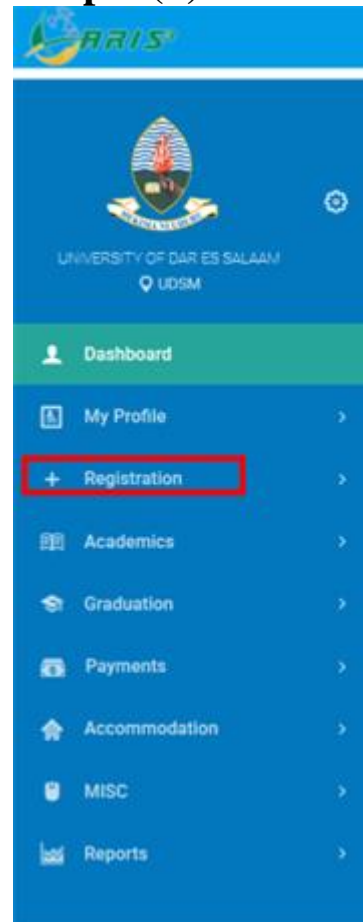 ARIS
UNIVERSITY OF DAR ES SALAAM
UDSM
Dashboard
My Profile
Registration
Academics
Graduation
Payments
Accommodation
MISC
Reports